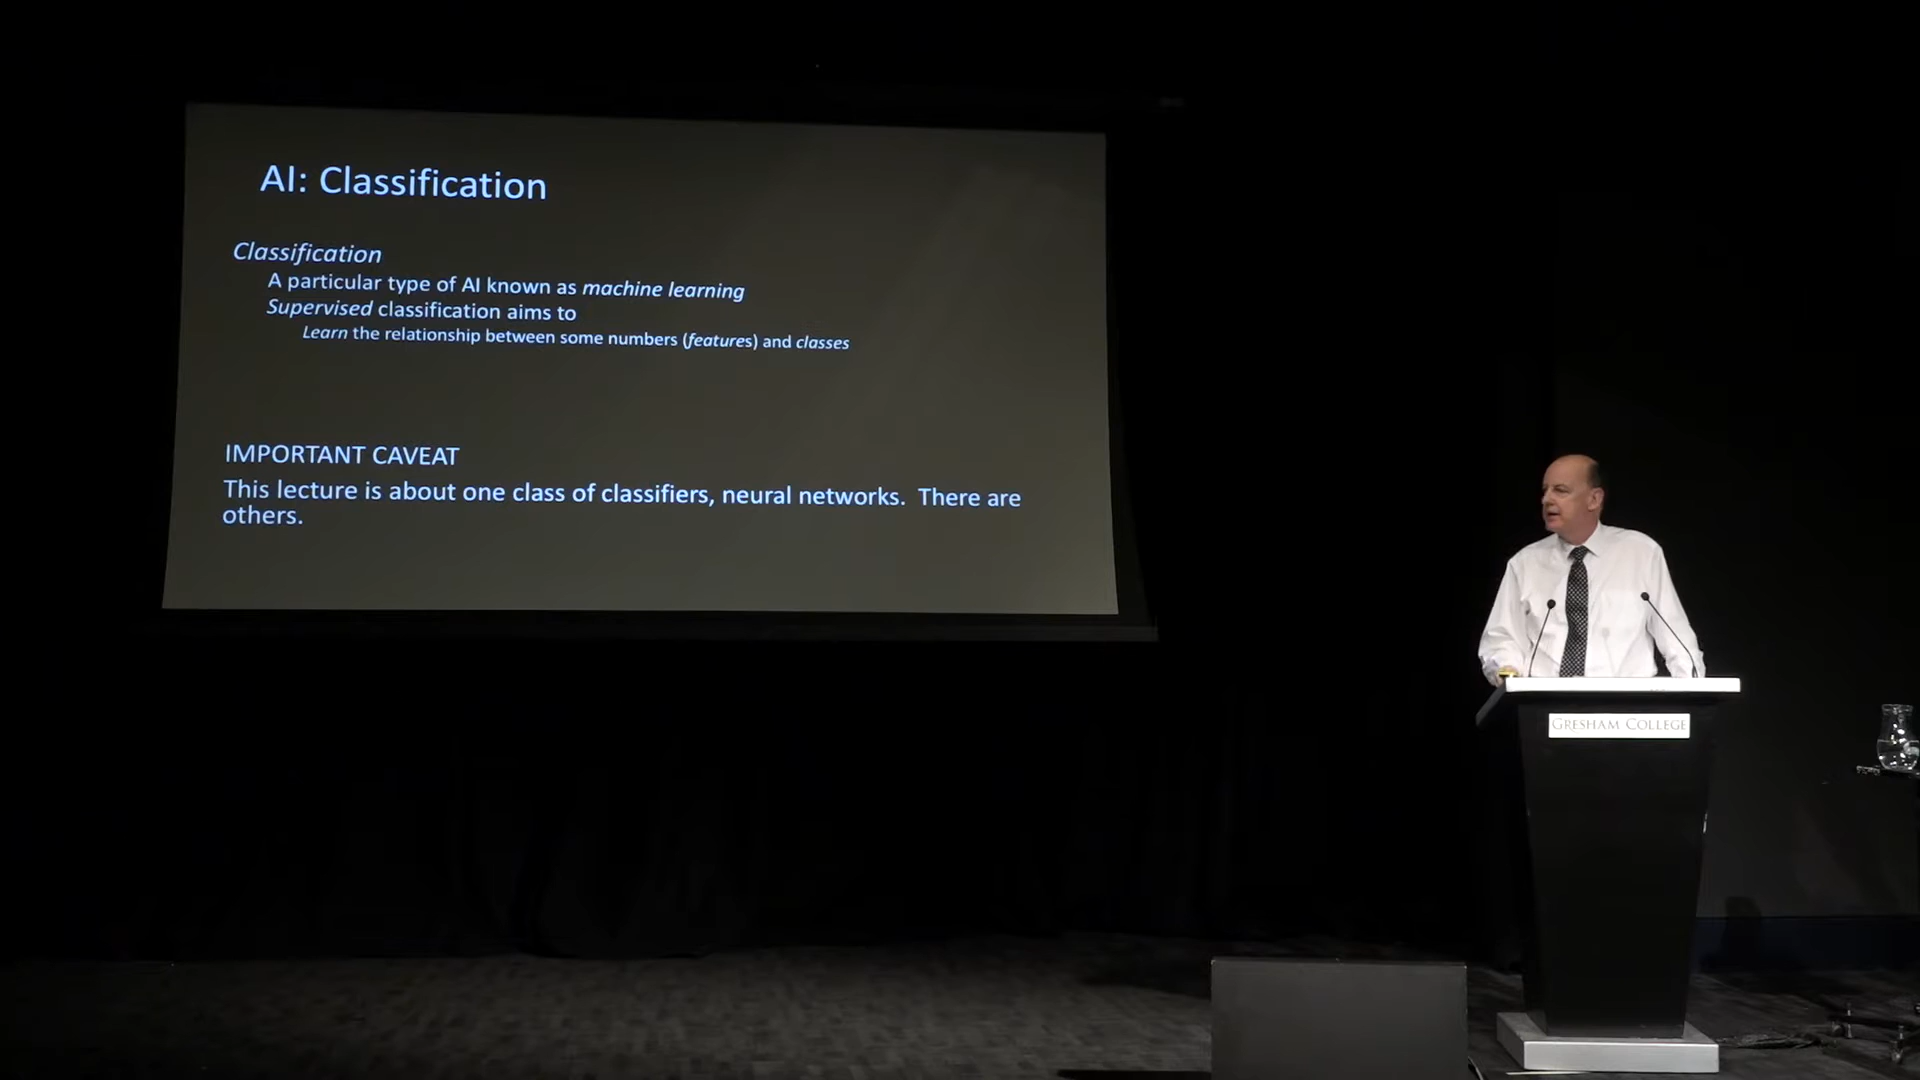 AI: Classification
Classification
A particular type of AI known as machine learning
Supervised classification aims to
Learn the relationship between some numbers (features) and classes
IMPORTANT CAVEAT
This lecture is about one class of classifiers, neural networks. There are
others.
GRESHAM COLLEGE